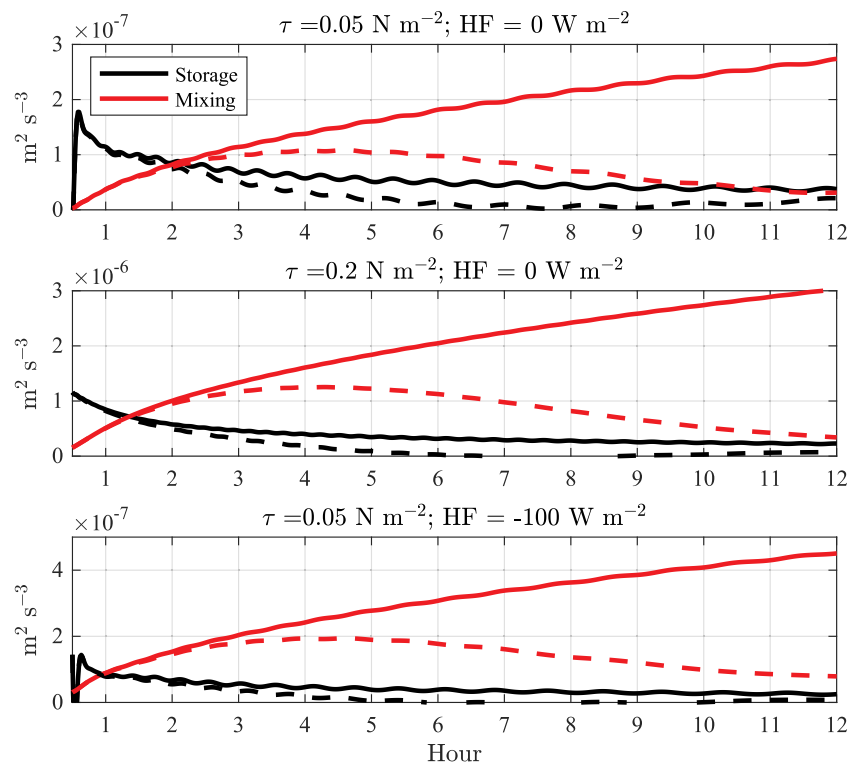 τ =0.05 N m⁻²; HF = 0 W m⁻²
×10⁻⁷
3
2
1
0
m² s⁻³
Storage
Mixing
1 2 3 4 5 6 7 8 9 10 11 12
τ =0.2 N m⁻²; HF = 0 W m⁻²
×10⁻⁶
3
2
1
0
m² s⁻³
1 2 3 4 5 6 7 8 9 10 11 12
τ =0.05 N m⁻²; HF = -100 W m⁻²
×10⁻⁷
4
2
0
m² s⁻³
1 2 3 4 5 6 7 8 9 10 11 12
Hour